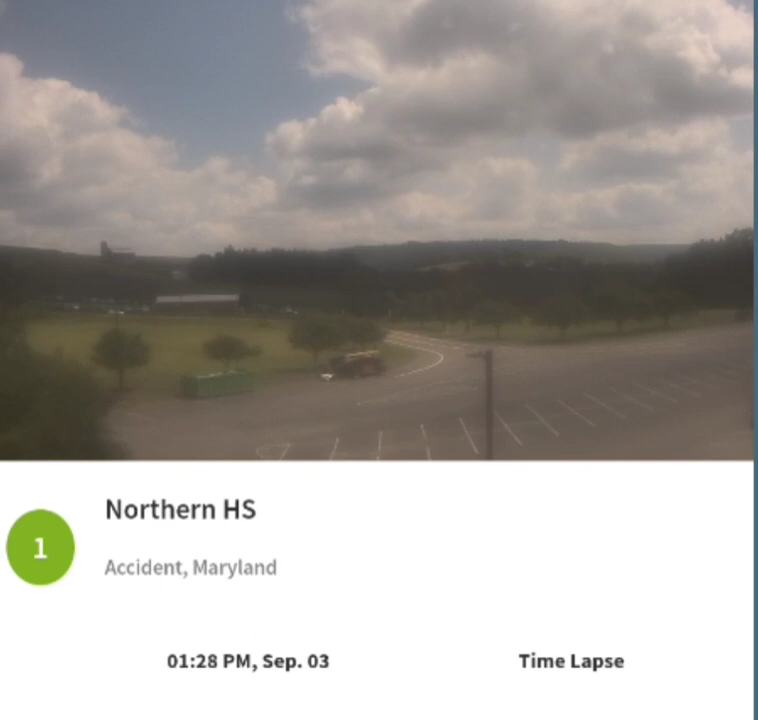 1
Northern HS
Accident, Maryland
01:28 PM, Sep. 03
Time Lapse